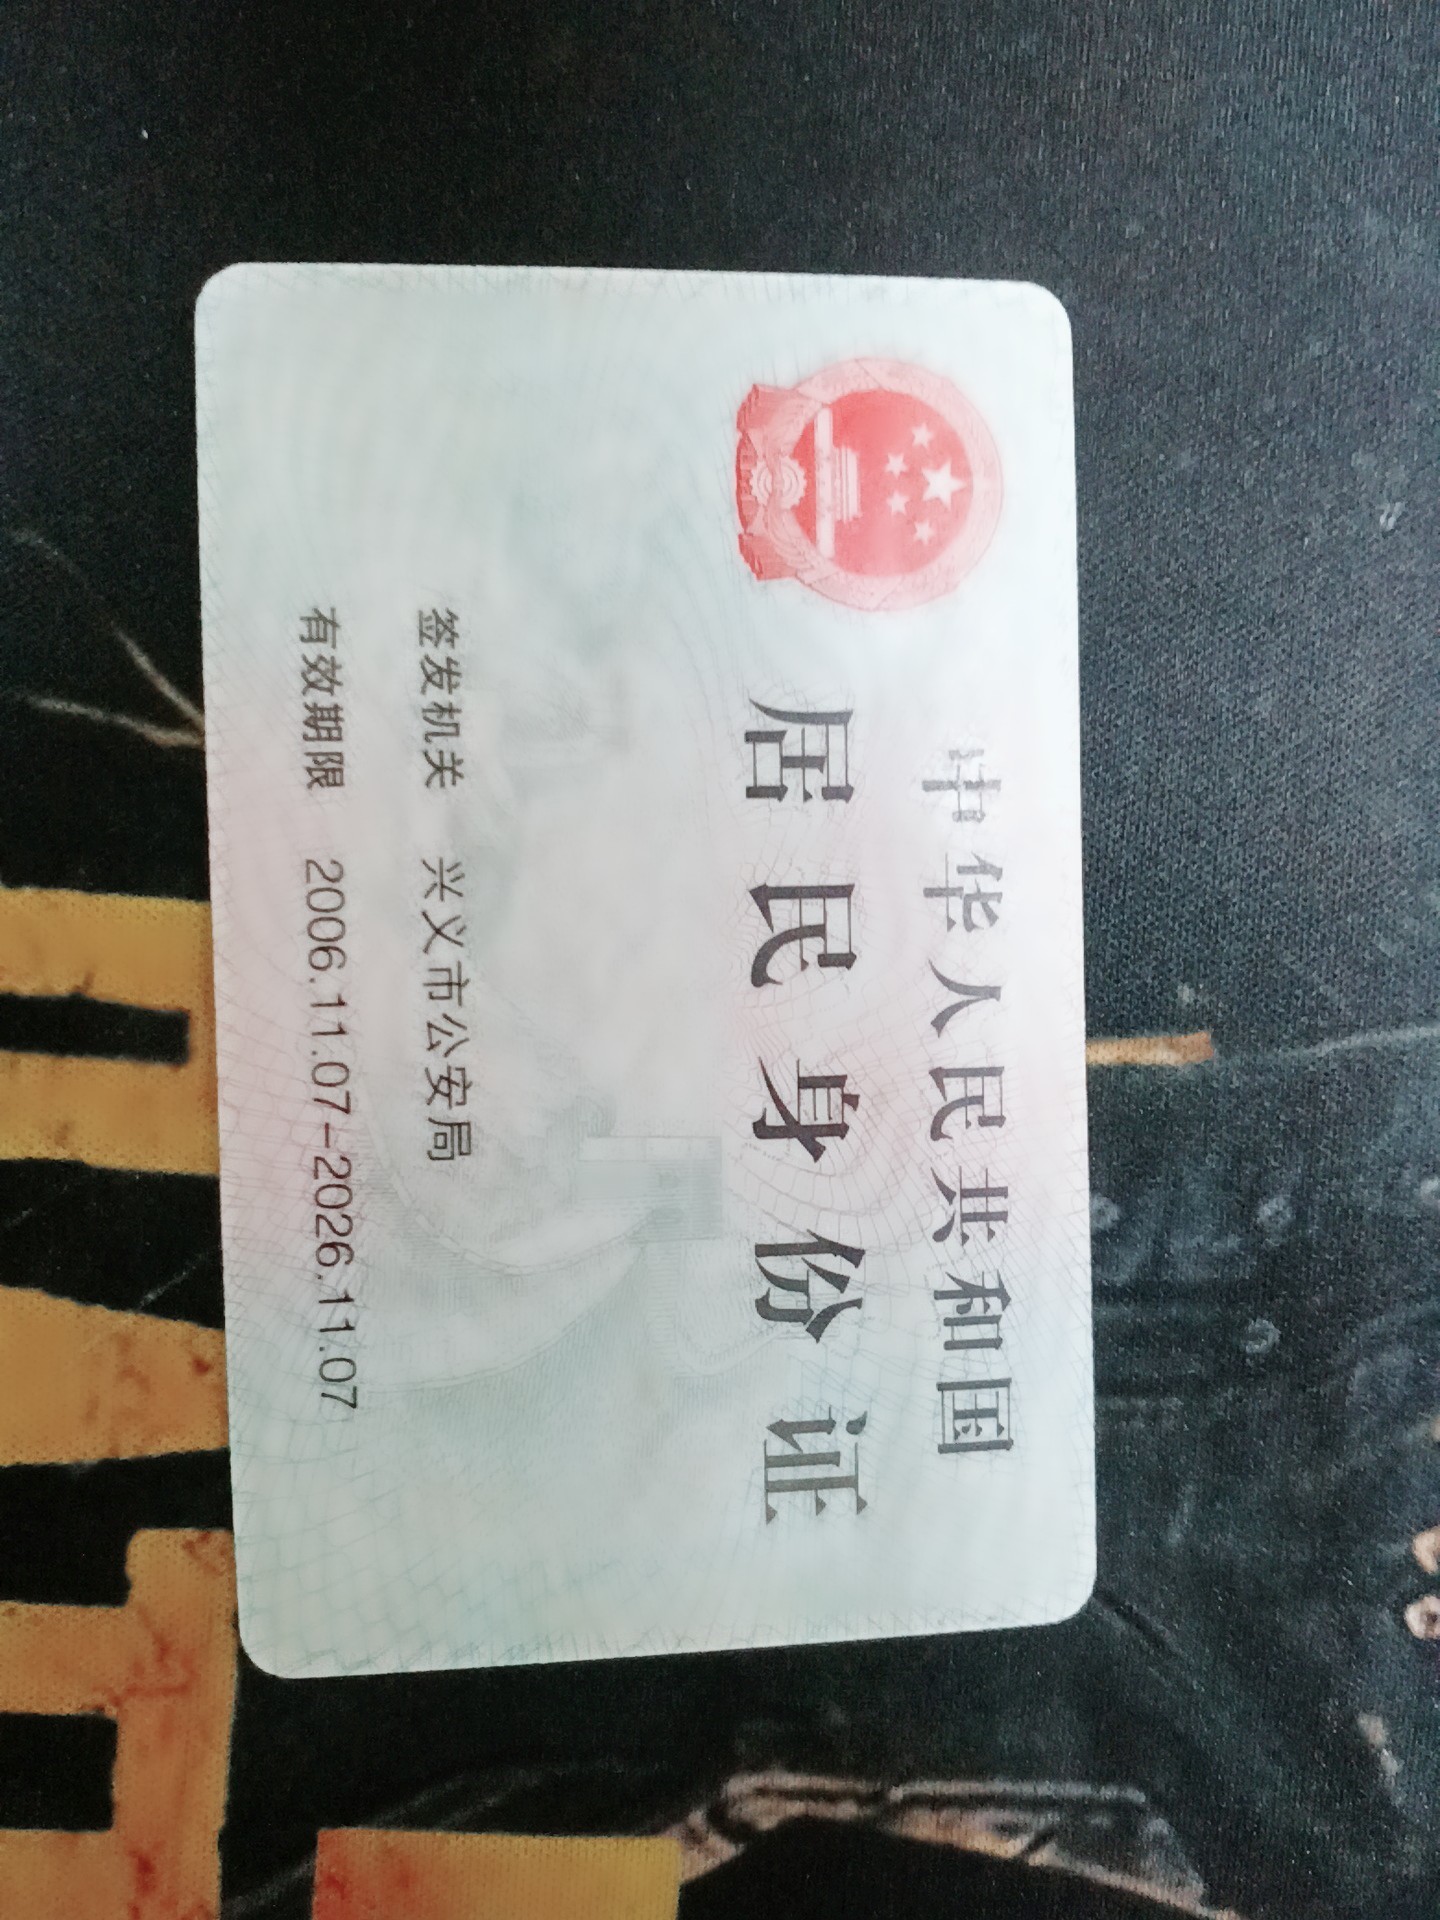 中华人民共和国
居民身份证
签发机关 兴义市公安局
有效期限 2006.11.07-2026.11.07